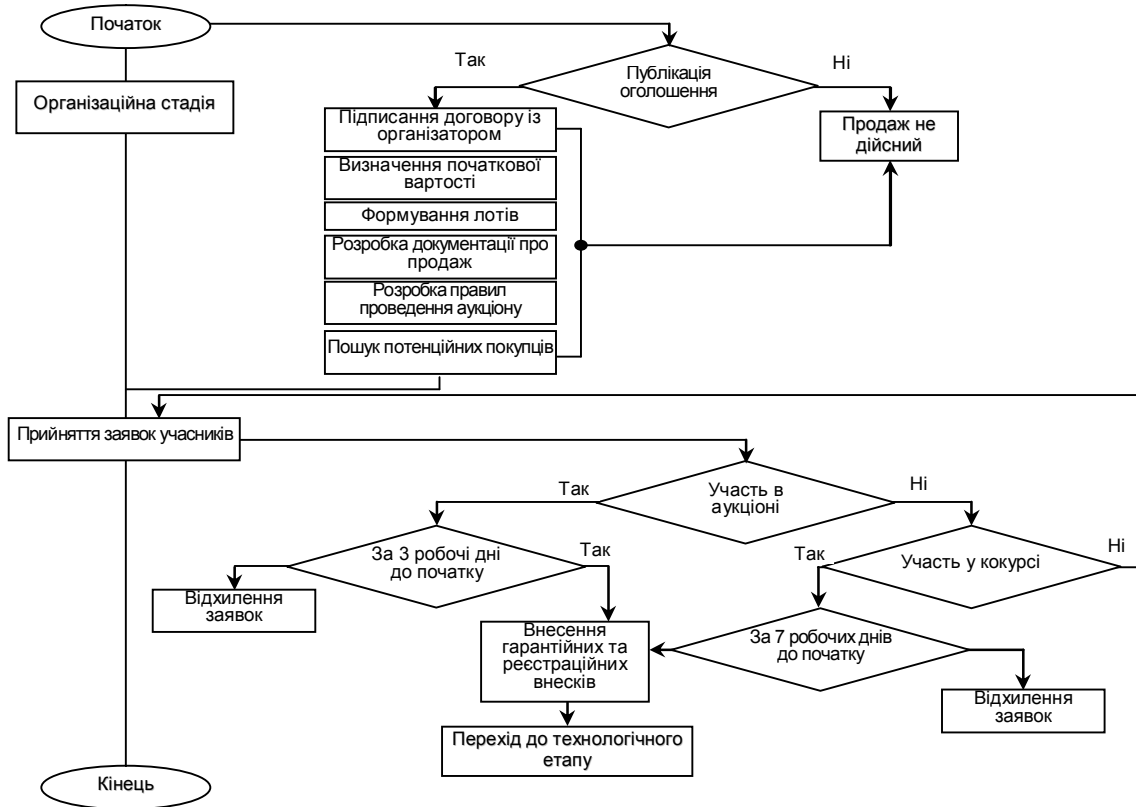 Початок
Так
Ні
Публікація
оголошення
Організаційна стадія
Підписання договору із
організатором
Продаж не
дійсний
Визначення початкової
вартості
Формування лотів
Розробка документації про
продаж
Розробка правил
проведення аукціону
Пошук потенційних покупців
Прийняття заявок учасників
Так
Участь в
аукціоні
Ні
За 3 робочі дні
до початку
Так
Так
Участь у кокурсі
Ні
Відхилення
заявок
Внесення
гарантійних та
реєстраційних
внесків
За 7 робочих днів
до початку
Відхилення
заявок
Перехід до технологічного
етапу
Кінець